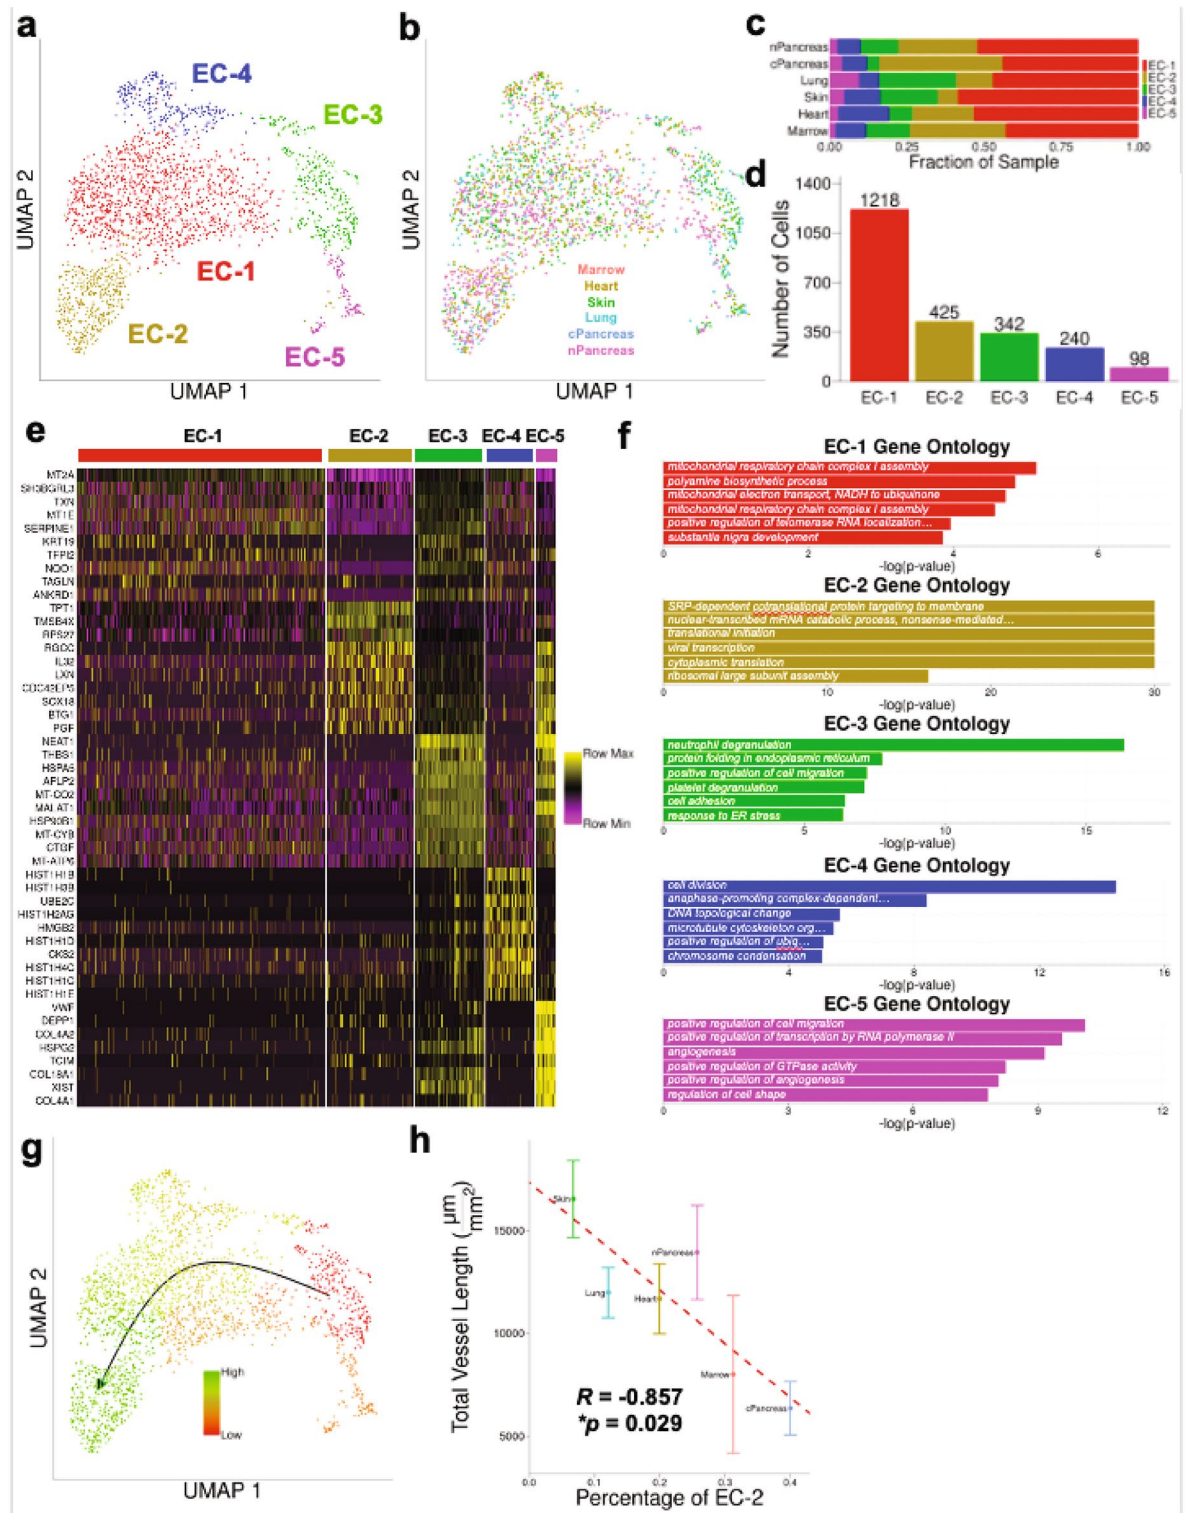 a
EC-4
EC-3
EC-1
EC-2
EC-5
UMAP 2
UMAP 1
b
Marrow
Heart
Skin
Lung
cPancreas
nPancreas
UMAP 2
UMAP 1
c
nPancreas
cPancreas
Lung
Skin
Heart
Marrow
0.00 0.25 0.50 0.75 1.00
Fraction of Sample
EC-1
EC-2
EC-3
EC-4
EC-5
d
Number of Cells
1400
1050
700
350
0
1218
425
342
240
98
EC-1 EC-2 EC-3 EC-4 EC-5
e
EC-1 EC-2 EC-3 EC-4 EC-5
MT2A
SH3BGRL3
TXN
MT1E
SERPINE1
KRT19
TFPI2
NQO1
TAGLN
ANKRD1
TPT1
TMSB4X
RPS27
RGCC
IL32
LXN
CDC42EP5
SOX18
BTG1
PGF
NEAT1
THBS1
HSPA5
APLP2
MT-CO2
MALAT1
HSP90B1
MT-CYB
CTGF
MT-ATP6
HIST1H1B
HIST1H3B
UBE2C
HIST1H2AG
HMGB2
HIST1H1D
CKS2
HIST1H4C
HIST1H1C
HIST1H1E
VWF
DEPP1
COL4A2
HSPG2
TCIM
COL18A1
XIST
COL4A1
Row Max
Row Min
f
EC-1 Gene Ontology
mitochondrial respiratory chain complex I assembly
polyamine biosynthetic process
mitochondrial electron transport, NADH to ubiquinone
mitochondrial respiratory chain complex I assembly
positive regulation of telomerase RNA localization...
substantia nigra development
0 2 4 6
-log(p-value)
EC-2 Gene Ontology
SRP-dependent cotranslational protein targeting to membrane
nuclear-transcribed mRNA catabolic process, nonsense-mediated...
translational initiation
viral transcription
cytoplasmic translation
ribosomal large subunit assembly
0 10 20 30
-log(p-value)
EC-3 Gene Ontology
neutrophil degranulation
protein folding in endoplasmic reticulum
positive regulation of cell migration
platelet degranulation
cell adhesion
response to ER stress
0 5 10 15
-log(p-value)
EC-4 Gene Ontology
cell division
anaphase-promoting complex-dependent...
DNA topological change
microtubule cytoskeleton org...
positive regulation of ubiq...
chromosome condensation
0 4 8 12 16
-log(p-value)
EC-5 Gene Ontology
positive regulation of cell migration
positive regulation of transcription by RNA polymerase II
angiogenesis
positive regulation of GTPase activity
positive regulation of angiogenesis
regulation of cell shape
0 3 6 9 12
-log(p-value)
g
UMAP 2
High
Low
UMAP 1
h
Total Vessel Length (μm/mm2)
15000
10000
5000
Skin
nPancreas
Lung
Heart
Marrow
cPancreas
R = -0.857
*p = 0.029
0.0 0.1 0.2 0.3 0.4
Percentage of EC-2